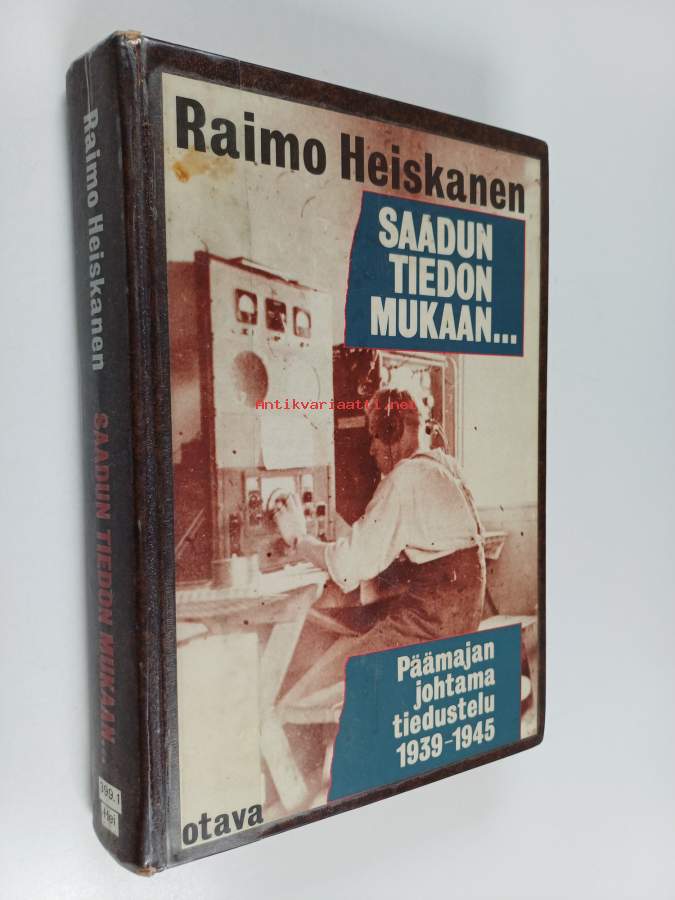 Raimo Heiskanen
SAADUN
TIEDON
MUKAAN...
Päämajan
johtama
tiedustelu
1939-1945
otava
Raimo Heiskanen SAADUN TIEDON MUKAAN...
399.1
Hei
Antikvariaatti.net